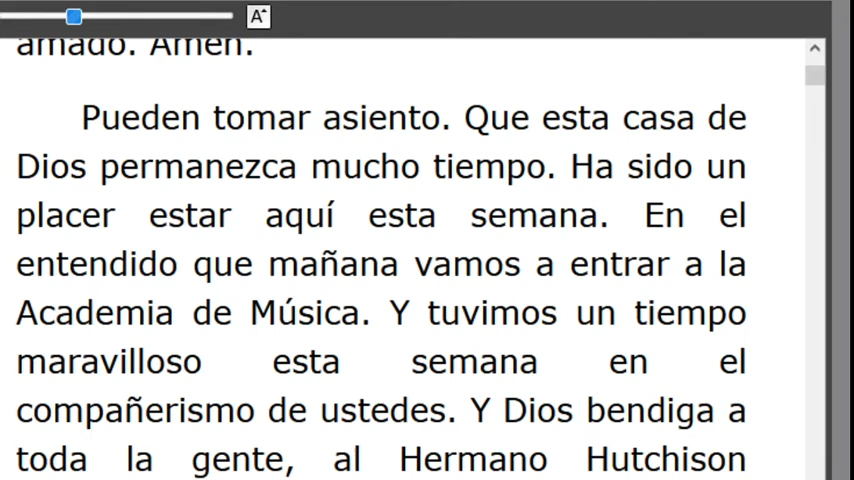 A
amado. Amén.
Pueden tomar asiento. Que esta casa de
Dios permanezca mucho tiempo. Ha sido un
placer estar aquí esta semana. En el
entendido que mañana vamos a entrar a la
Academia de Música. Y tuvimos un tiempo
maravilloso esta semana en el
compañerismo de ustedes. Y Dios bendiga a
toda la gente, al Hermano Hutchison